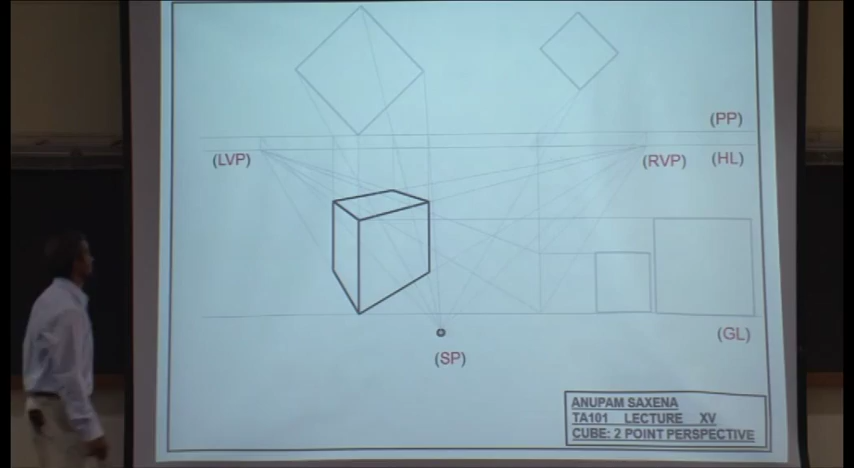 (PP)
(LVP)
(RVP)
(HL)
(GL)
(SP)
ANUPAM SAXENA
TA101 LECTURE XV
CUBE: 2 POINT PERSPECTIVE